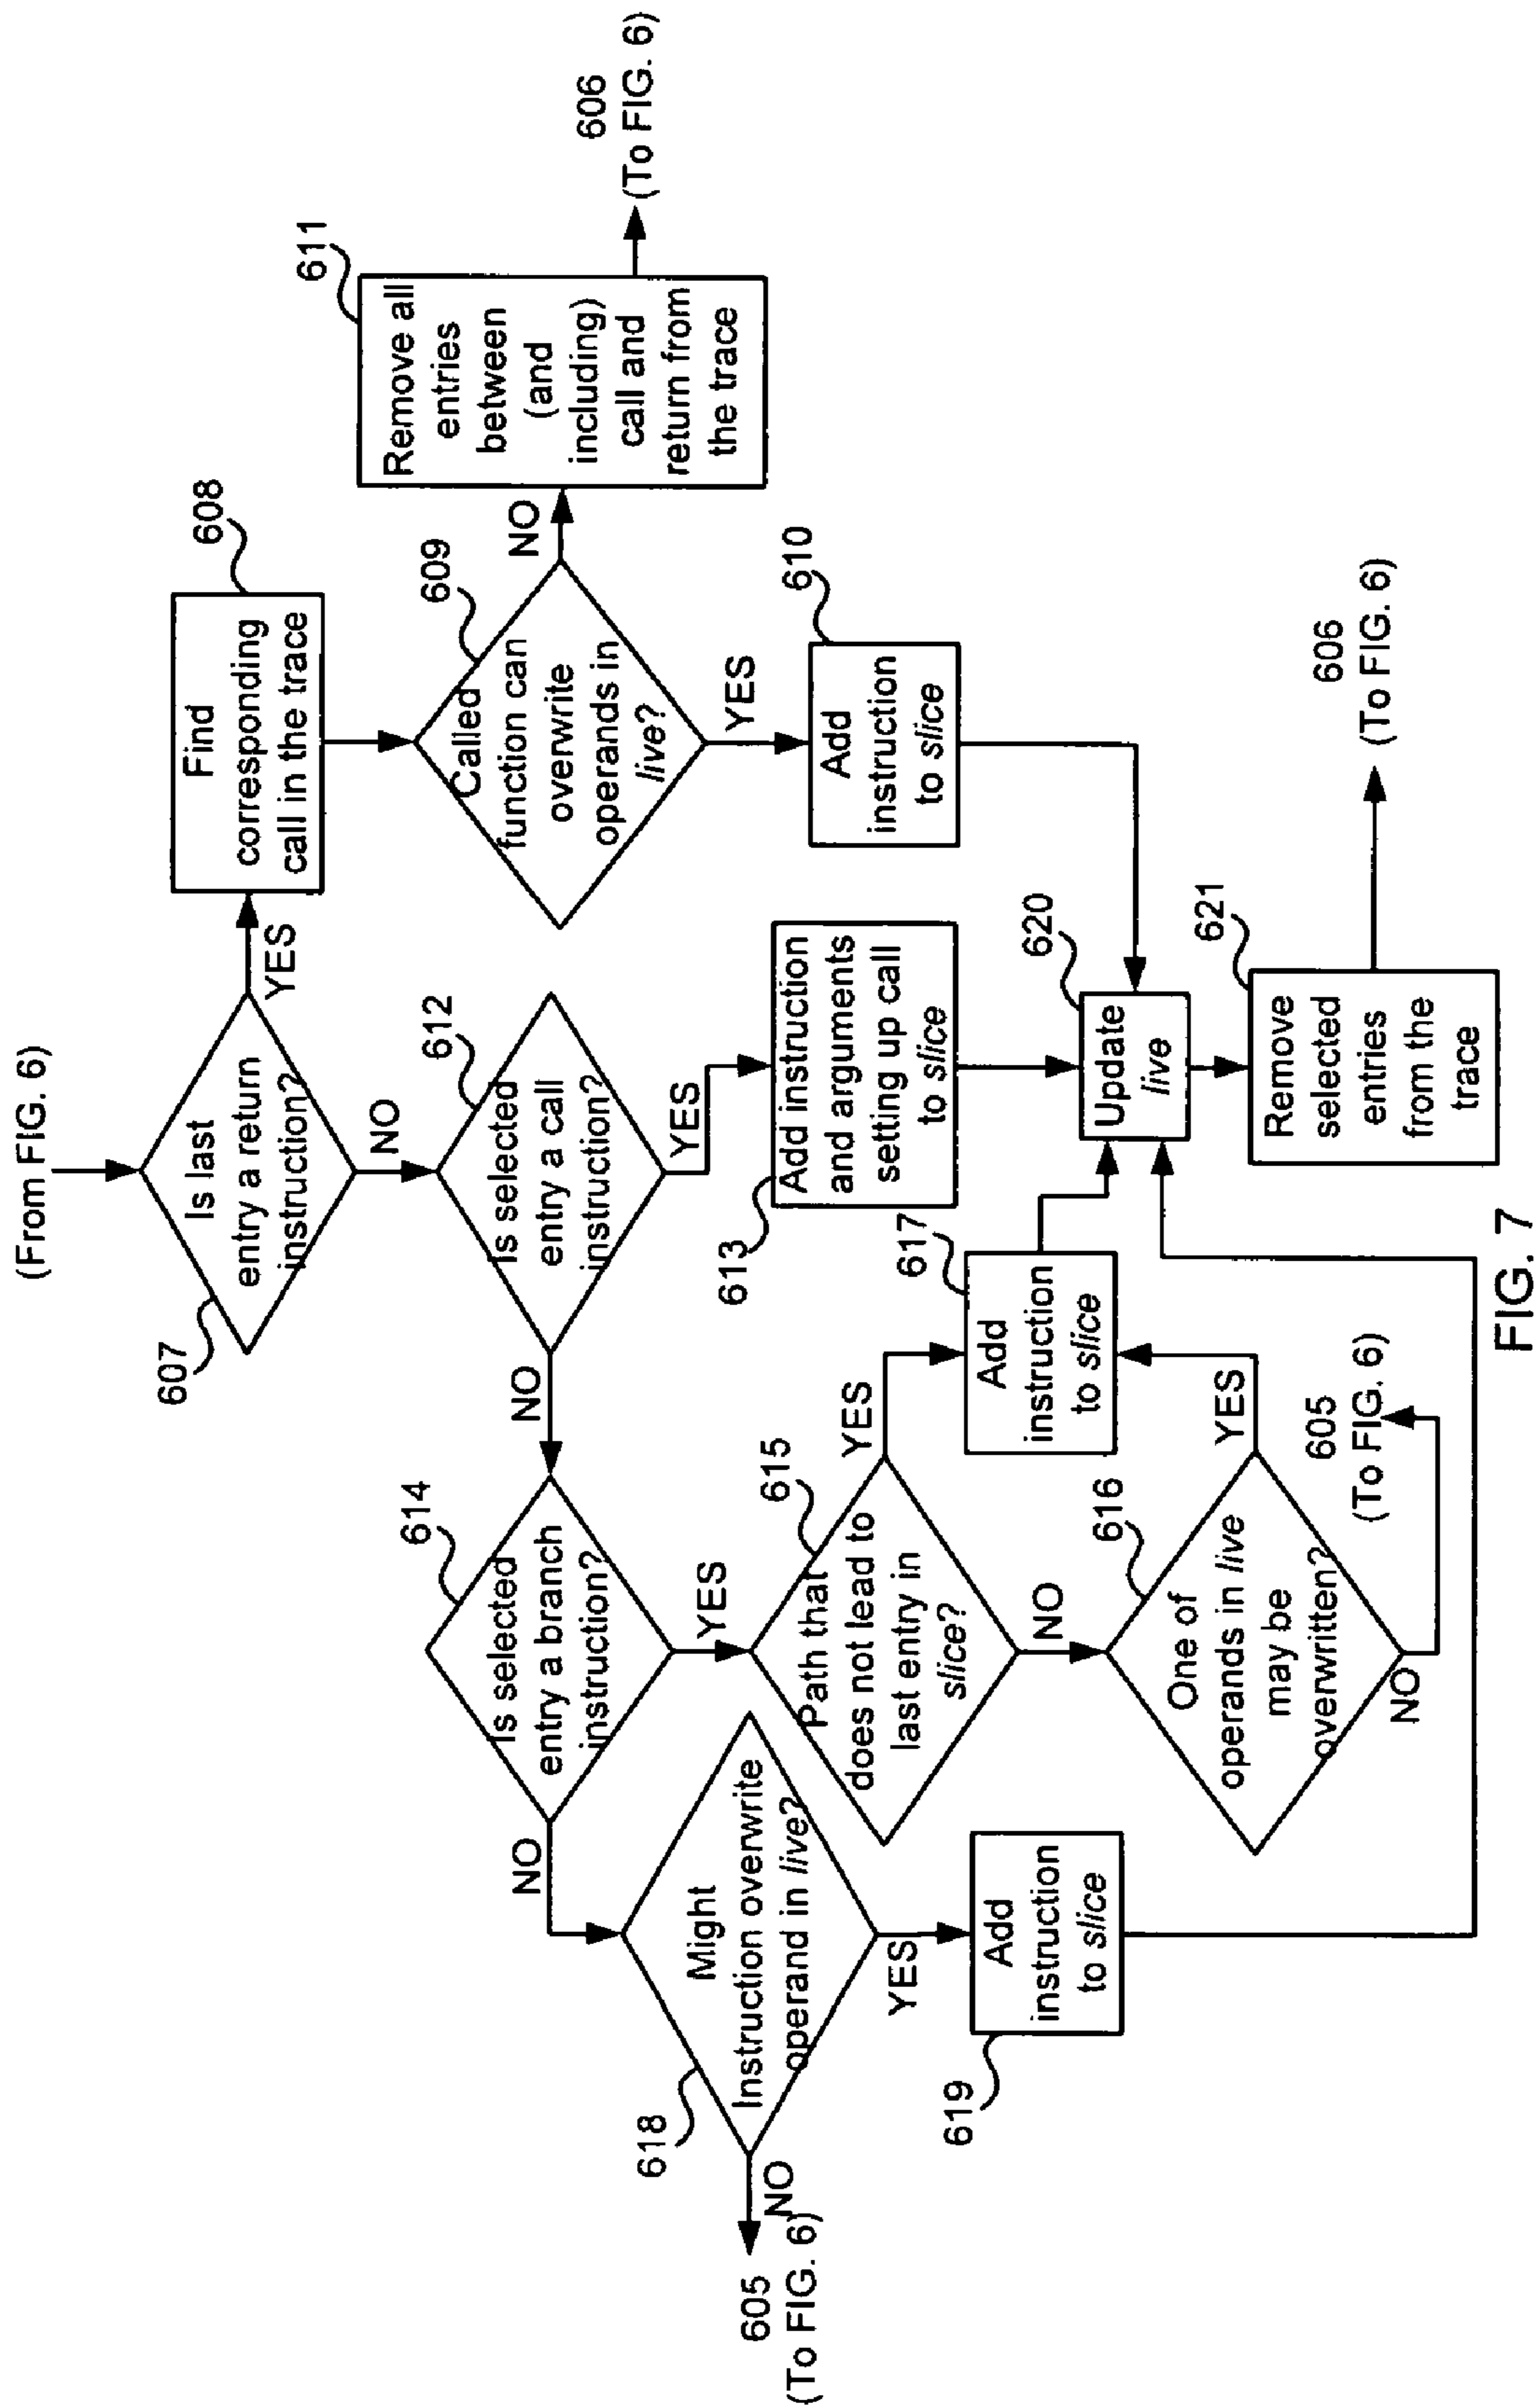 (From FIG. 6)
607
Is last
entry a return
instruction?
YES
NO
608
Find
corresponding
call in the trace
609
Called
function can
overwrite
operands in
live?
NO
YES
611
Remove all
entries
between
(and
including)
call and
return from
the trace
606
(To FIG. 6)
610
Add
instruction
to slice
612
Is selected
entry a call
instruction?
YES
NO
613
Add instruction
and arguments
setting up call
to slice
614
Is selected
entry a branch
instruction?
YES
NO
615
Path that
does not lead to
last entry in
slice?
YES
NO
616
One of
operands in live
may be
overwritten?
YES
NO
605
(To FIG. 6)
617
Add
instruction
to slice
618
Might
Instruction overwrite
operand in live?
NO
605
(To FIG. 6)
YES
619
Add
instruction
to slice
620
Update
live
621
Remove
selected
entries
from the
trace
606
(To FIG. 6)
FIG. 7